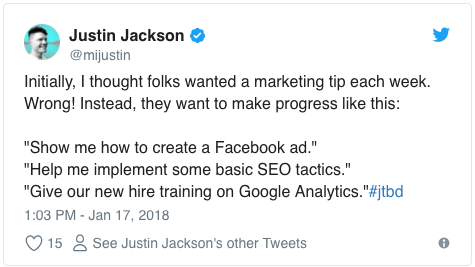 Justin Jackson
@mijustin
Initially, I thought folks wanted a marketing tip each week.
Wrong! Instead, they want to make progress like this:
"Show me how to create a Facebook ad."
"Help me implement some basic SEO tactics."
"Give our new hire training on Google Analytics."#jtbd
1:03 PM - Jan 17, 2018
15 See Justin Jackson's other Tweets